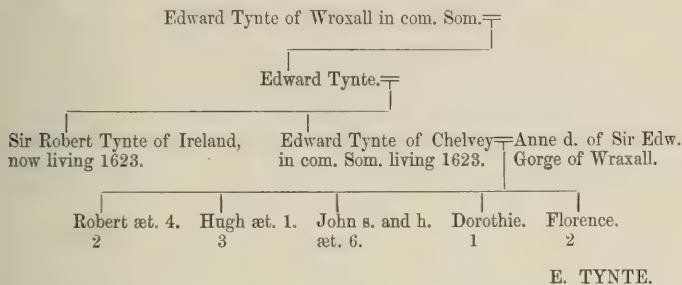 Edward Tynte of Wroxall in com. Som.
Edward Tynte.
Sir Robert Tynte of Ireland,
now living 1623.
Edward Tynte of Chelvey
in com. Som. living 1623.
Anne d. of Sir Edw.
Gorge of Wraxall.
Robert æt. 4.
2
Hugh æt. 1.
3
John s. and h.
æt. 6.
Dorothie.
1
Florence.
2
E. TYNTE.